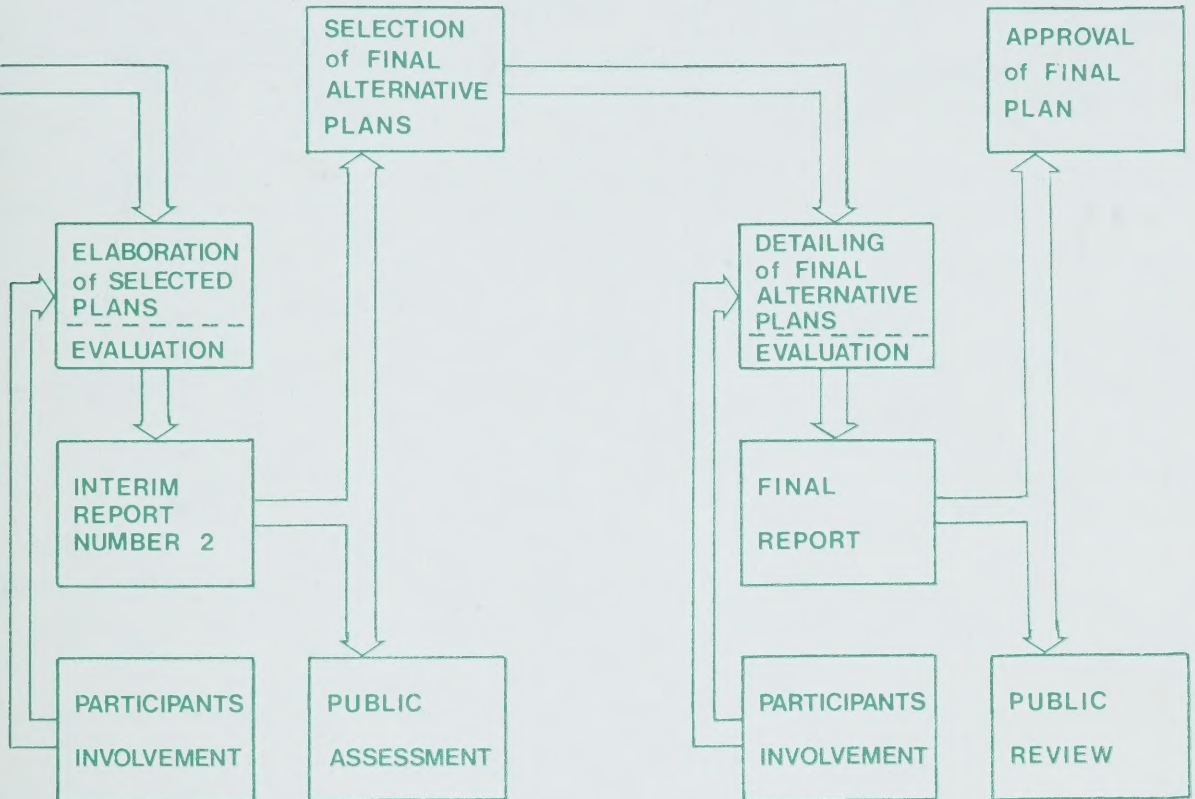 SELECTION
of FINAL
ALTERNATIVE
PLANS
APPROVAL
of FINAL
PLAN
ELABORATION
of SELECTED
PLANS
EVALUATION
DETAILING
of FINAL
ALTERNATIVE
PLANS
EVALUATION
INTERIM
REPORT
NUMBER 2
FINAL
REPORT
PARTICIPANTS
INVOLVEMENT
PUBLIC
ASSESSMENT
PARTICIPANTS
INVOLVEMENT
PUBLIC
REVIEW